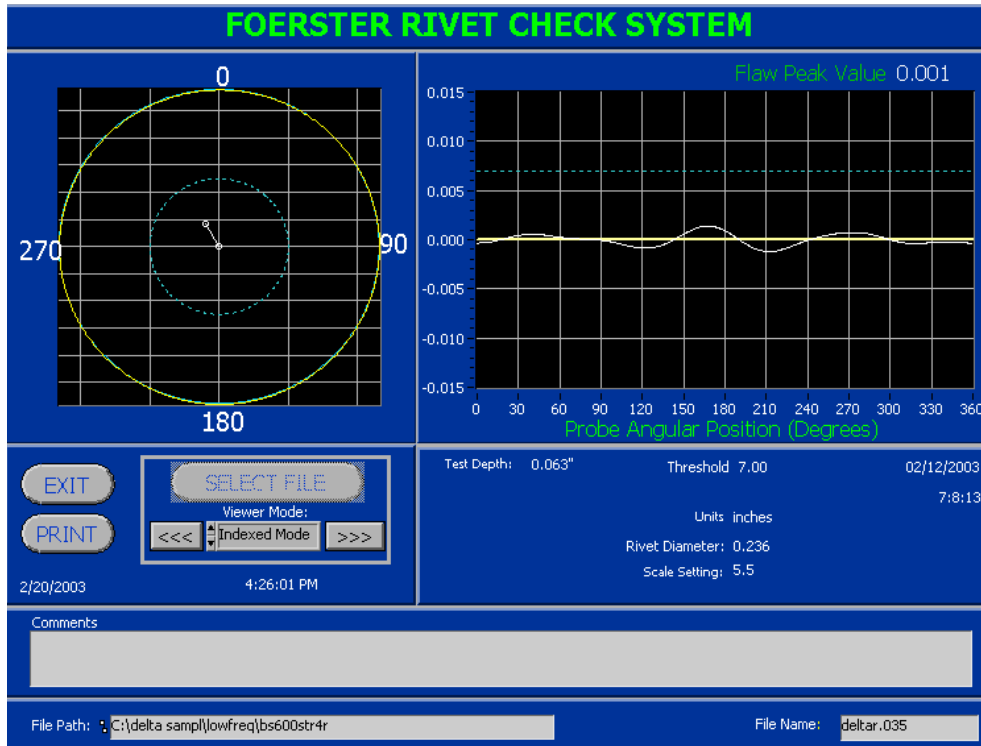 FOERSTER RIVET CHECK SYSTEM
0
270
90
180
Flaw Peak Value 0.001
0.015
0.010
0.005
0.000
-0.005
-0.010
-0.015
0 30 60 90 120 150 180 210 240 270 300 330 360
Probe Angular Position (Degrees)
EXIT
SELECT FILE
Viewer Mode:
PRINT
<<< Indexed Mode >>>
2/20/2003 4:26:01 PM
Test Depth: 0.063" Threshold 7.00 02/12/2003
7:8:13
Units inches
Rivet Diameter: 0.236
Scale Setting: 5.5
Comments
File Path: C:\delta sampl\lowfreq\bs600str4r File Name: deltar.035